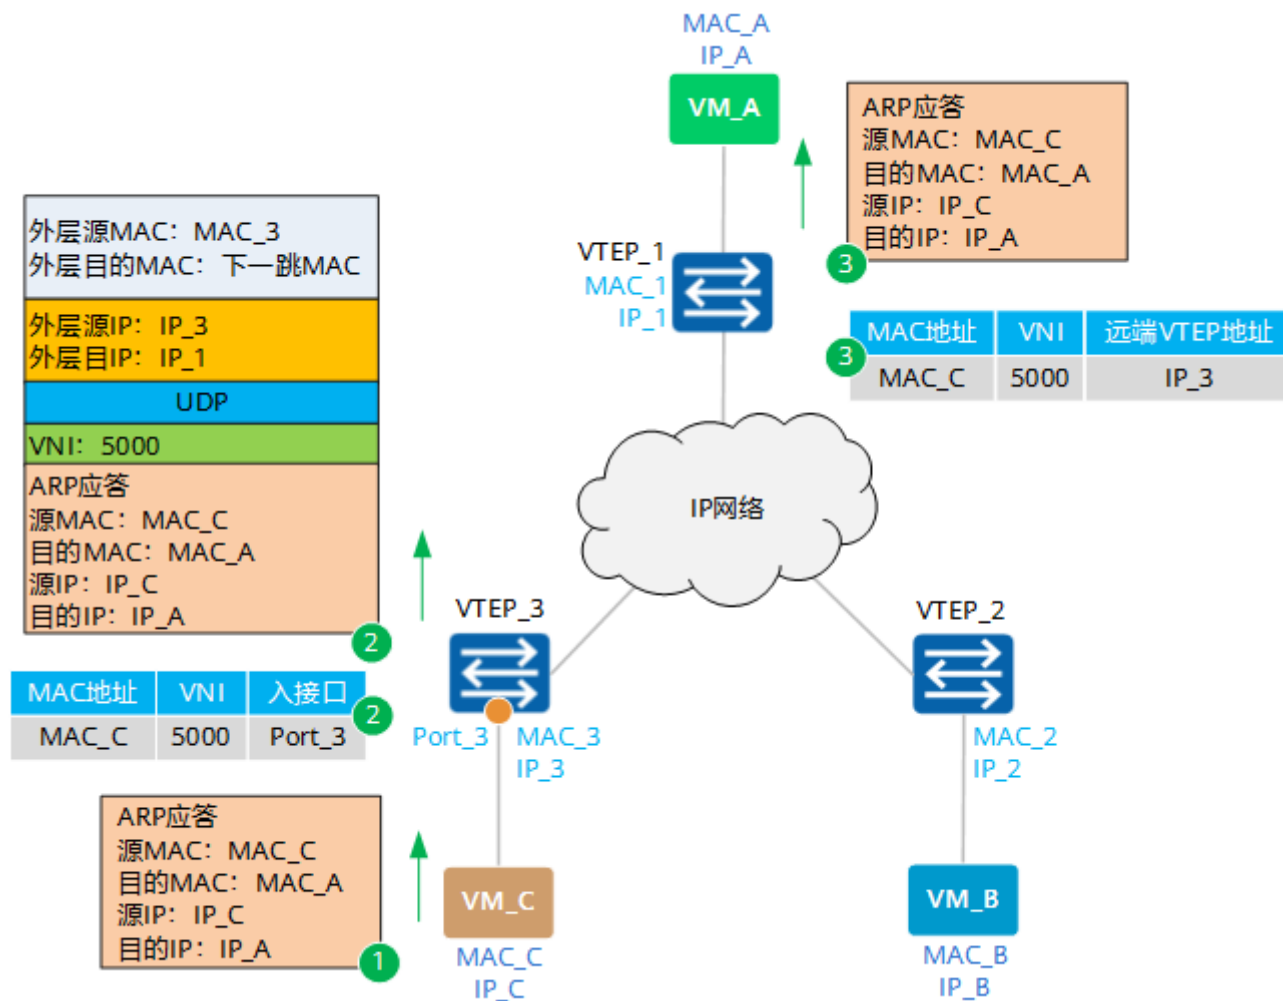 MAC_A
IP_A
VM_A
ARP应答
源MAC：MAC_C
目的MAC：MAC_A
源IP：IP_C
目的IP：IP_A
3
VTEP_1
MAC_1
IP_1
MAC地址 VNI 远端VTEP地址
MAC_C 5000 IP_3
3
外层源MAC：MAC_3
外层目的MAC：下一跳MAC
外层源IP：IP_3
外层目IP：IP_1
UDP
VNI：5000
ARP应答
源MAC：MAC_C
目的MAC：MAC_A
源IP：IP_C
目的IP：IP_A
2
IP网络
VTEP_3
VTEP_2
MAC地址 VNI 入接口
MAC_C 5000 Port_3
2
Port_3
MAC_3
IP_3
MAC_2
IP_2
ARP应答
源MAC：MAC_C
目的MAC：MAC_A
源IP：IP_C
目的IP：IP_A
1
VM_C
MAC_C
IP_C
VM_B
MAC_B
IP_B